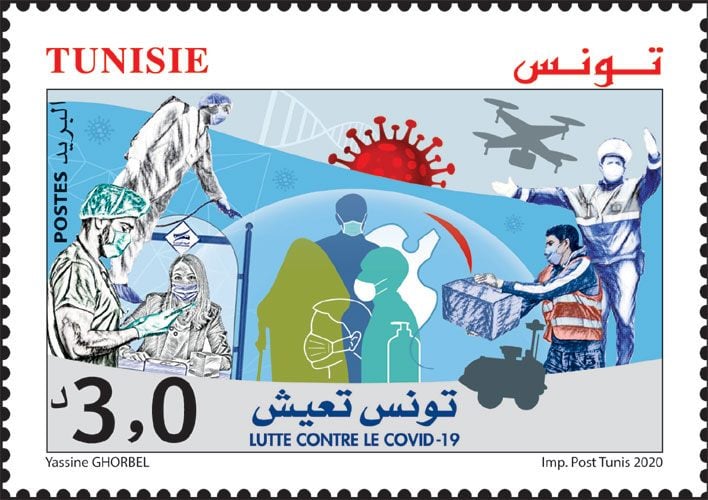 TUNISIE
تونس
البريد
POSTES
تونس تعيش
LUTTE CONTRE LE COVID-19
3,0 د
Yassine GHORBEL
Imp. Post Tunis 2020